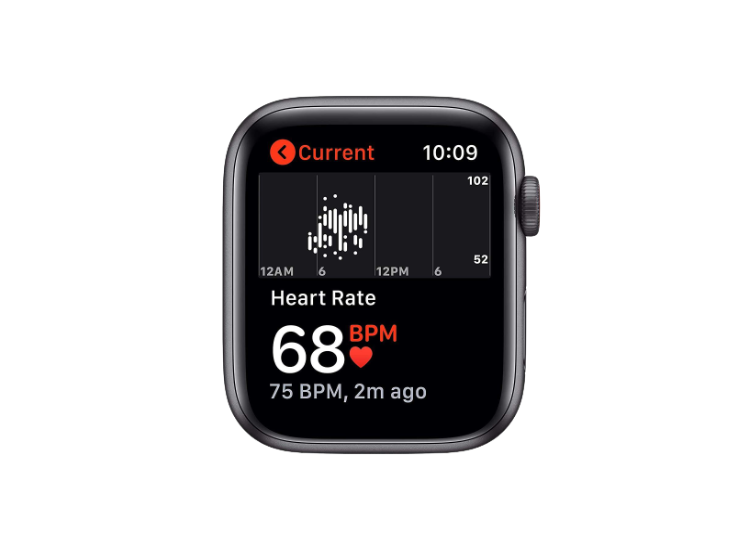 Current 10:09
102
52
12AM 6 12PM 6
Heart Rate
68 BPM
75 BPM, 2m ago